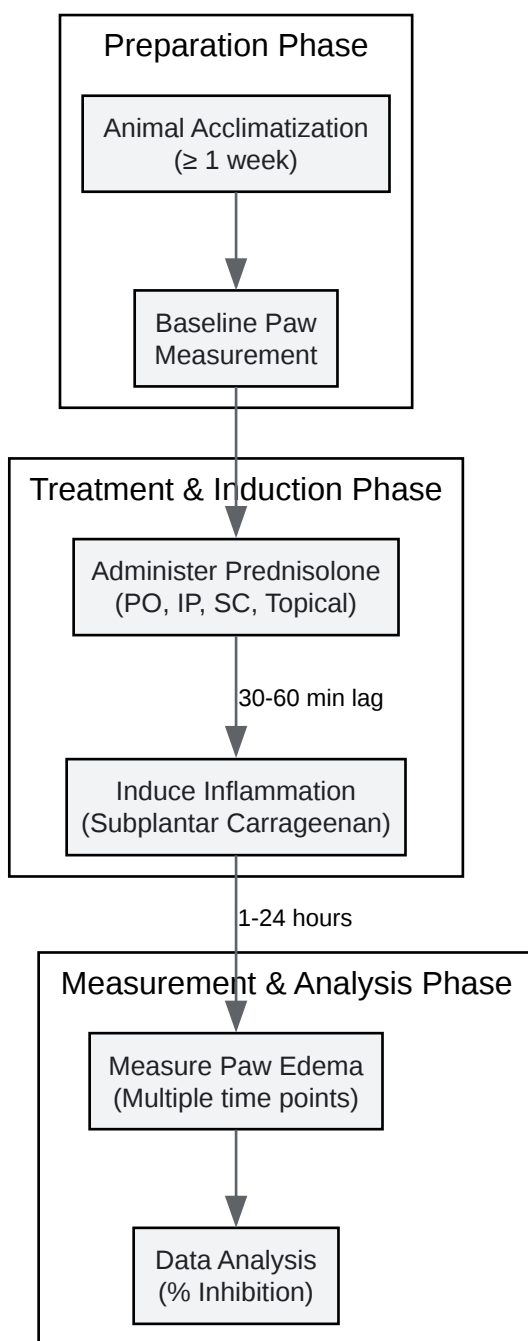 Preparation Phase
Animal Acclimatization
(≥ 1 week)
Baseline Paw
Measurement
Treatment & Induction Phase
Administer Prednisolone
(PO, IP, SC, Topical)
30-60 min lag
Induce Inflammation
(Subplantar Carrageenan)
1-24 hours
Measurement & Analysis Phase
Measure Paw Edema
(Multiple time points)
Data Analysis
(% Inhibition)